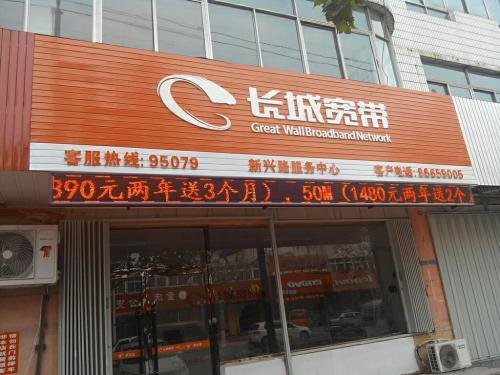 长城宽带
Great Wall Broadband Network
客服热线:95079 新兴隆服务中心 客户电话:86659005
390元两年送3个月)，50M（1480元两年送2个